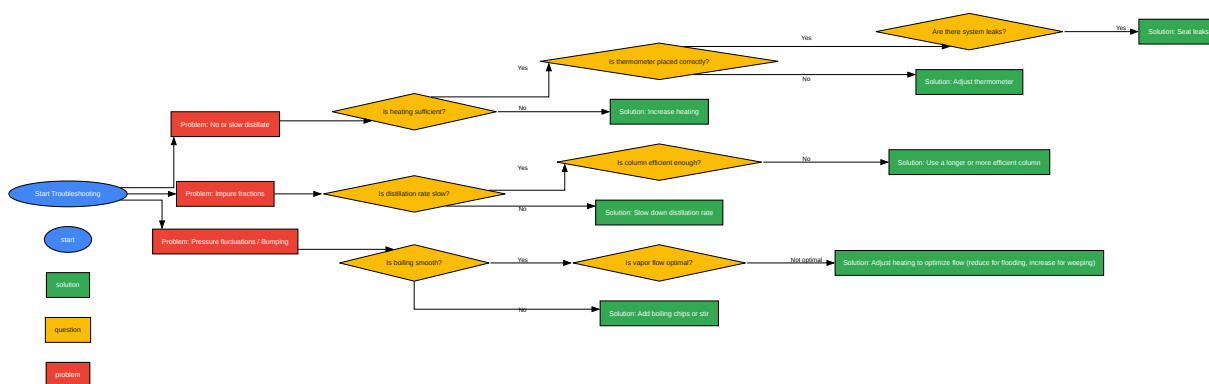 Are there system leaks?
Yes
Solution: Seal leaks
Yes
Is thermometer placed correctly?
No
Solution: Adjust thermometer
Yes
Is heating sufficient?
No
Solution: Increase heating
Problem: No or slow distillate
Start Troubleshooting
Problem: Impure fractions
Is distillation rate slow?
Yes
Is column efficient enough?
No
Solution: Use a longer or more efficient column
No
Solution: Slow down distillation rate
Problem: Pressure fluctuations / Bumping
Is boiling smooth?
Yes
Is vapor flow optimal?
Not optimal
Solution: Adjust heating to optimize flow (reduce for flooding, increase for weeping)
No
Solution: Add boiling chips or stir
start
solution
question
problem